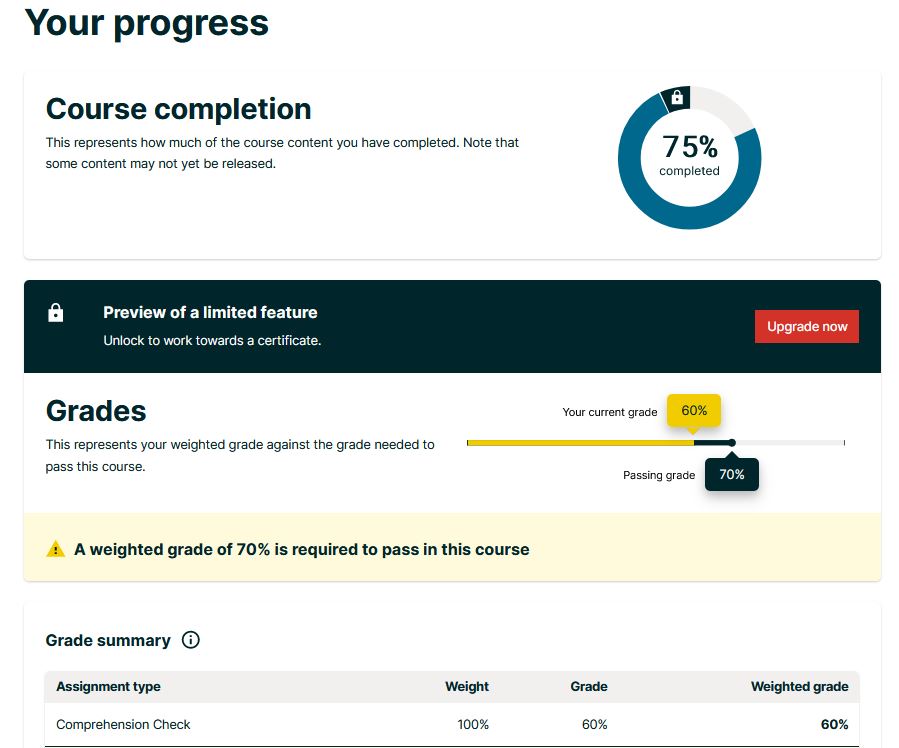 Your progress
Course completion
This represents how much of the course content you have completed. Note that
some content may not yet be released.
75%
completed
Preview of a limited feature
Unlock to work towards a certificate.
Upgrade now
Grades
This represents your weighted grade against the grade needed to
pass this course.
Your current grade
60%
Passing grade
70%
A weighted grade of 70% is required to pass in this course
Grade summary
Assignment type Weight Grade Weighted grade
Comprehension Check 100% 60% 60%